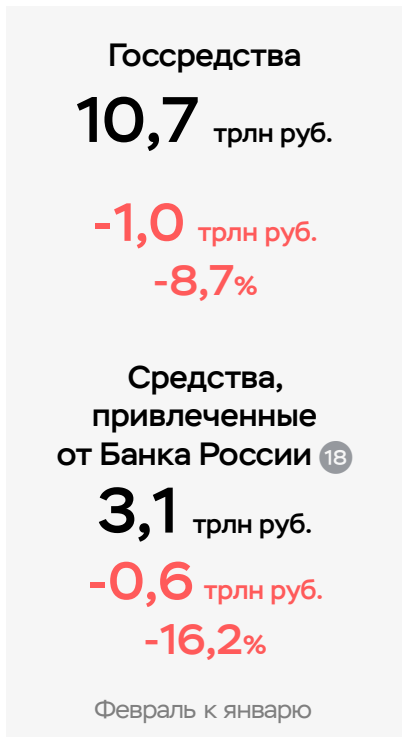 Госсредства
10,7 трлн руб.
-1,0 трлн руб.
-8,7%
Средства,
привлеченные
от Банка России 18
3,1 трлн руб.
-0,6 трлн руб.
-16,2%
Февраль к январю